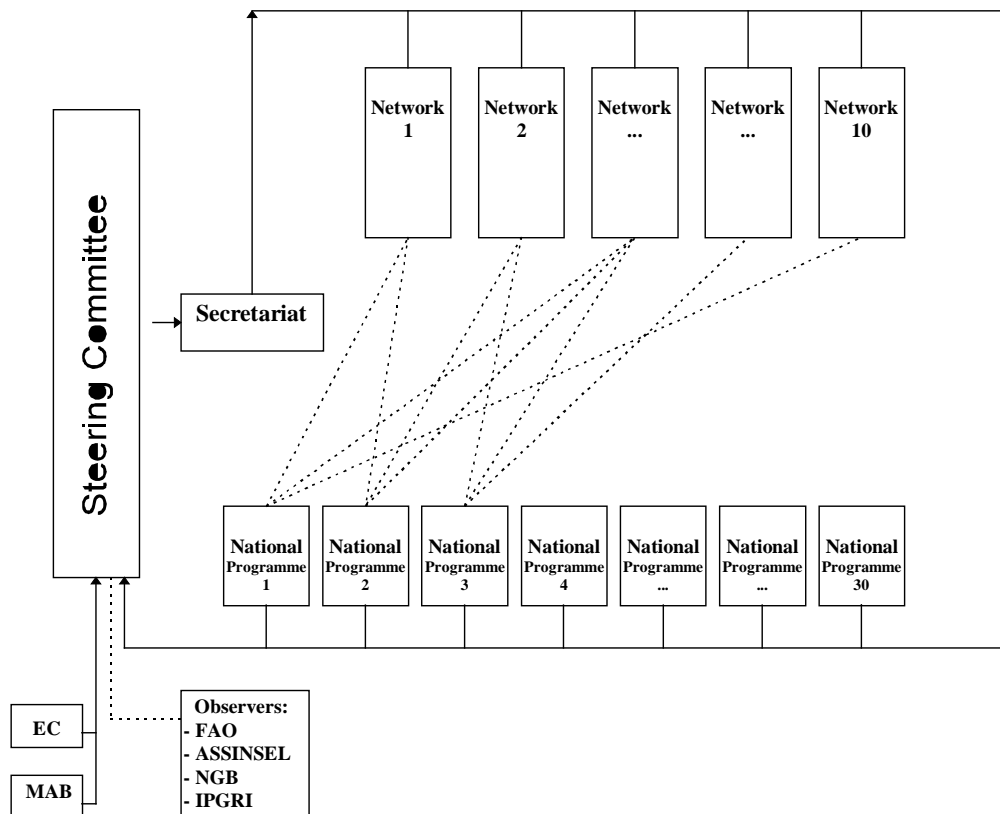 Network
1
Network
2
Network
...
Network
...
Network
10
Steering Committee
Secretariat
National
Programme
1
National
Programme
2
National
Programme
3
National
Programme
4
National
Programme
...
National
Programme
...
National
Programme
30
EC
MAB
Observers:
- FAO
- ASSINSEL
- NGB
- IPGRI